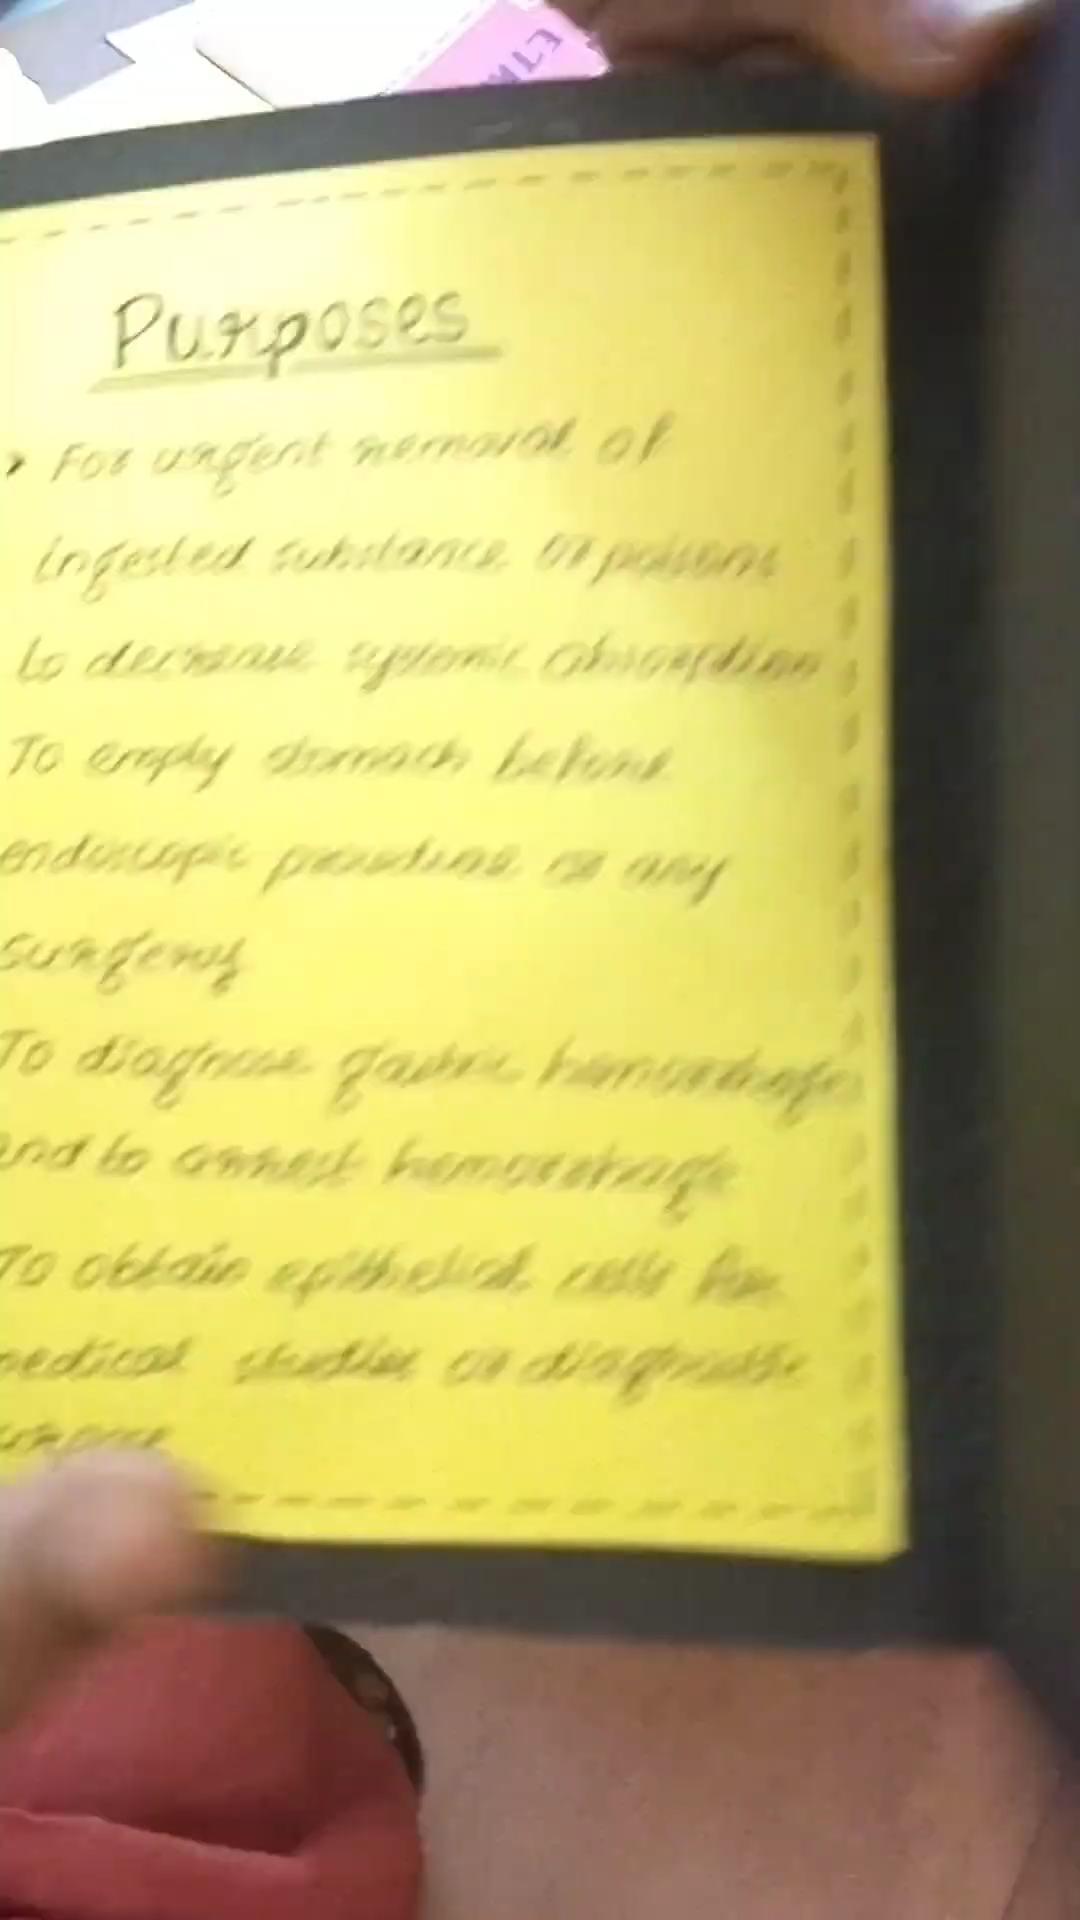 Purposes
> For urgent removal of
ingested substance or poisons
to decrease systemic absorption
To empty stomach before
endoscopic procedure or any
surgery
To diagnose gastric hemorrhage
and to arrest hemorrhage
To obtain epithelial cells for
medical studies or diagnostic